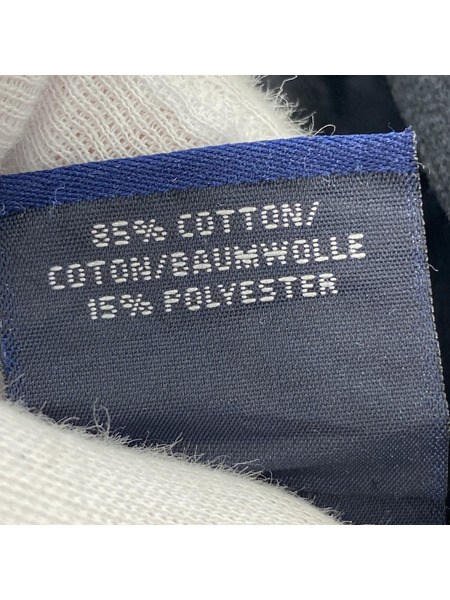 85% COTTON/
COTON/BAUMWOLLE
15% POLYESTER